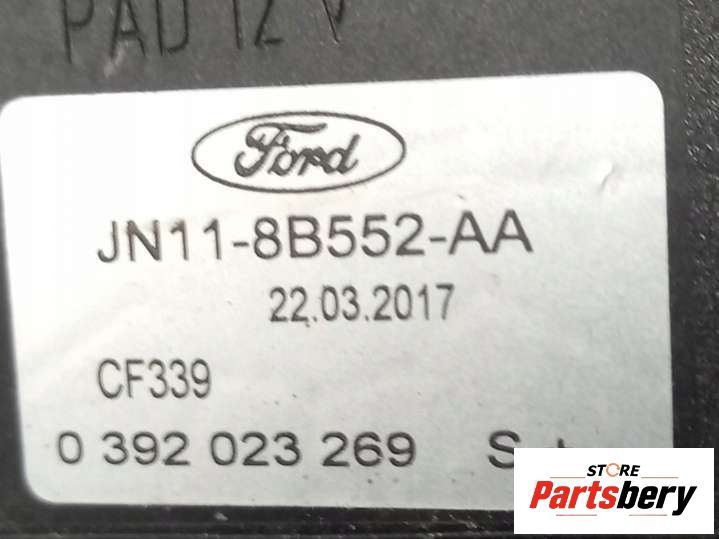 PAD 12 V
Ford
JN11-8B552-AA
22.03.2017
CF339
0 392 023 269 S
STORE
Partsbery